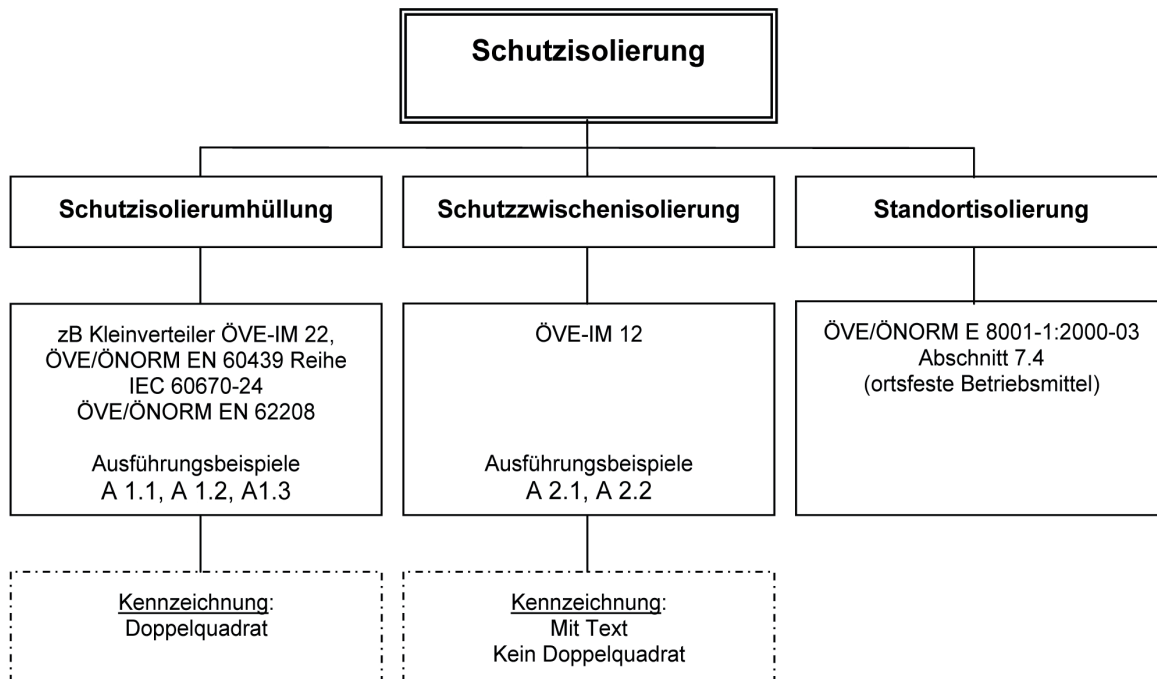 Schutzisolierung
Schutzisolierumhüllung
Schutzzwischenisolierung
Standortisolierung
zB Kleinverteiler ÖVE-IM 22,
ÖVE/ÖNORM EN 60439 Reihe
IEC 60670-24
ÖVE/ÖNORM EN 62208
Ausführungsbeispiele
A 1.1, A 1.2, A1.3
ÖVE-IM 12
Ausführungsbeispiele
A 2.1, A 2.2
ÖVE/ÖNORM E 8001-1:2000-03
Abschnitt 7.4
(ortsfeste Betriebsmittel)
Kennzeichnung:
Doppelquadrat
Kennzeichnung:
Mit Text
Kein Doppelquadrat